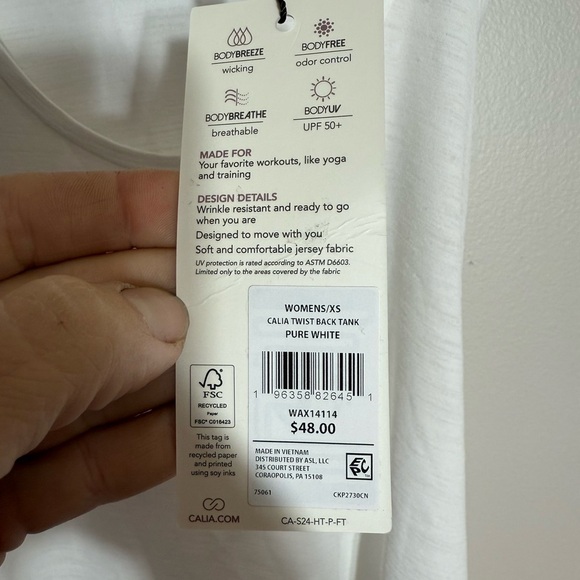 BODYBREEZE
wicking
BODYFREE
odor control
BODYBREATHE
breathable
BODYUV
UPF 50+
MADE FOR
Your favorite workouts, like yoga
and training
DESIGN DETAILS
Wrinkle resistant and ready to go
when you are
Designed to move with you
Soft and comfortable jersey fabric
UV protection is rated according to ASTM D6603.
Limited only to the areas covered by the fabric
WOMENS/XS
CALIA TWIST BACK TANK
PURE WHITE
1 96358 82645 1
WAX14114
$48.00
MADE IN VIETNAM
DISTRIBUTED BY ASL, LLC
345 COURT STREET
CORAOPOLIS, PA 15108
EPC
75061
CKP2730CN
FSC
RECYCLED
Paper
FSC® C016423
This tag is
made from
recycled paper
and printed
using soy inks
CALIA.COM
CA-S24-HT-P-FT